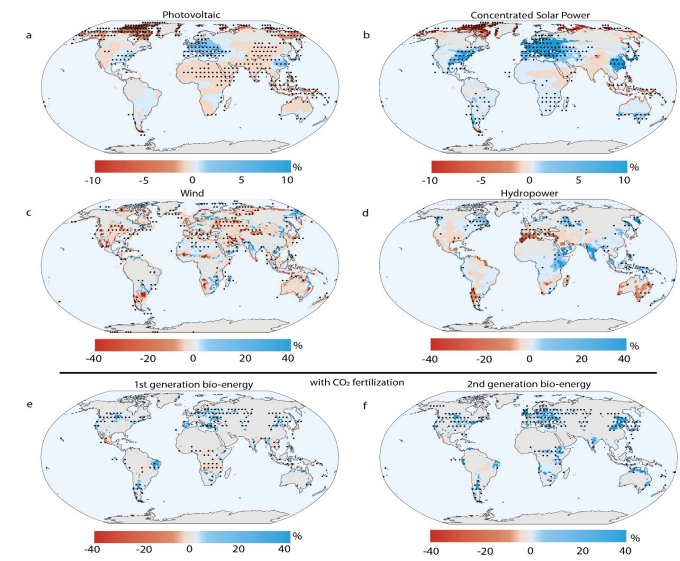 Photovoltaic
Concentrated Solar Power
a
b
%
%
-10 -5 0 5 10
-10 -5 0 5 10
Wind
Hydropower
c
d
%
%
-40 -20 0 20 40
-40 -20 0 20 40
with CO₂ fertilization
1st generation bio-energy
2nd generation bio-energy
e
f
%
%
-40 -20 0 20 40
-40 -20 0 20 40